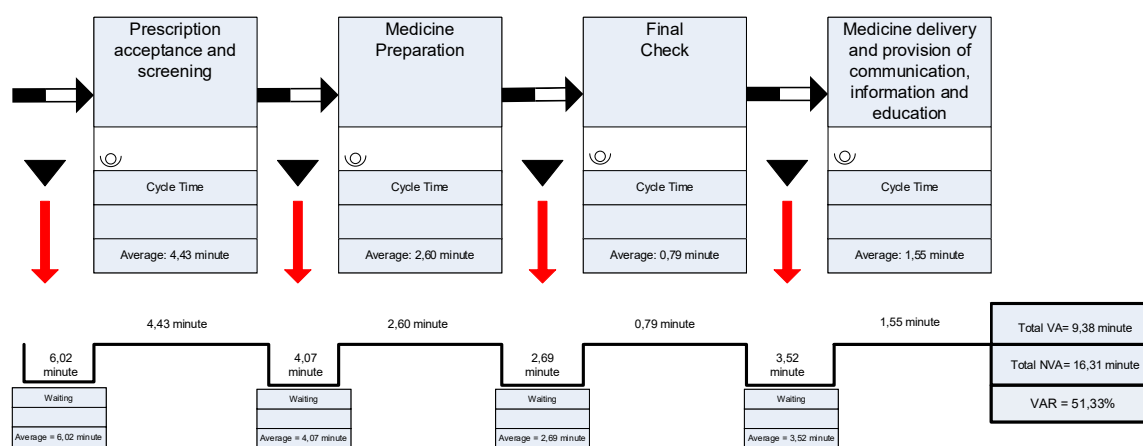 Prescription
acceptance and
screening
Medicine
Preparation
Final
Check
Medicine delivery
and provision of
communication,
information and
education
Cycle Time
Cycle Time
Cycle Time
Cycle Time
Average: 4,43 minute
Average: 2,60 minute
Average: 0,79 minute
Average: 1,55 minute
4,43 minute
2,60 minute
0,79 minute
1,55 minute
6,02
minute
4,07
minute
2,69
minute
3,52
minute
Total VA= 9,38 minute
Total NVA= 16,31 minute
VAR = 51,33%
Waiting
Waiting
Waiting
Waiting
Average = 6,02 minute
Average = 4,07 minute
Average = 2,69 minute
Average = 3,52 minute